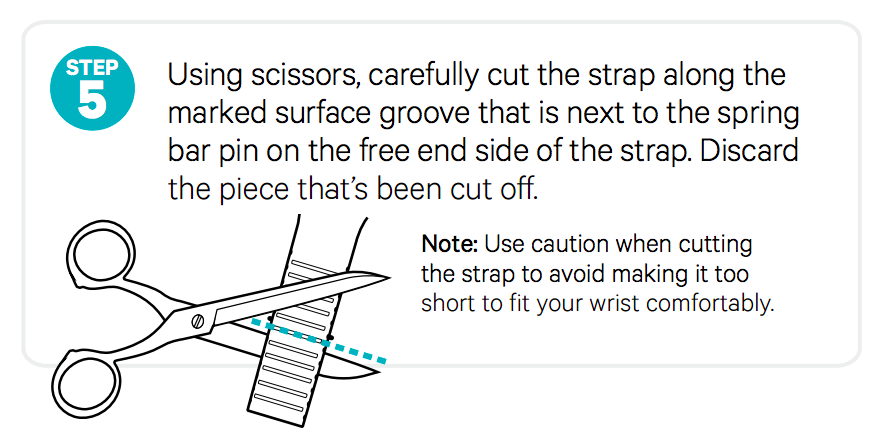 STEP
5
Using scissors, carefully cut the strap along the
marked surface groove that is next to the spring
bar pin on the free end side of the strap. Discard
the piece that’s been cut off.
Note: Use caution when cutting
the strap to avoid making it too
short to fit your wrist comfortably.